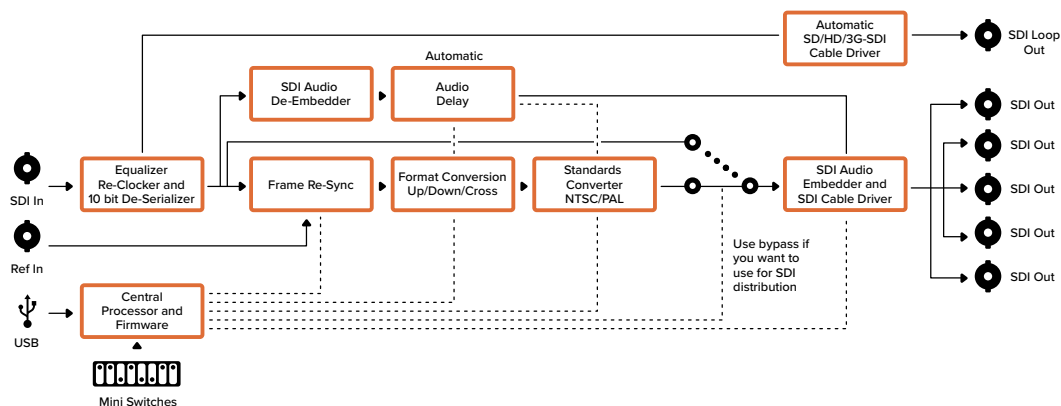 Automatic
SD/HD/3G-SDI
Cable Driver
SDI Loop
Out
Automatic
SDI Audio
De-Embedder
Audio
Delay
SDI Out
SDI Out
SDI Out
SDI Out
SDI Out
SDI In
Equalizer
Re-Clocker and
10 bit De-Serializer
Frame Re-Sync
Format Conversion
Up/Down/Cross
Standards
Converter
NTSC/PAL
SDI Audio
Embedder and
SDI Cable Driver
Ref In
Use bypass if
you want to
use for SDI
distribution
USB
Central
Processor and
Firmware
Mini Switches